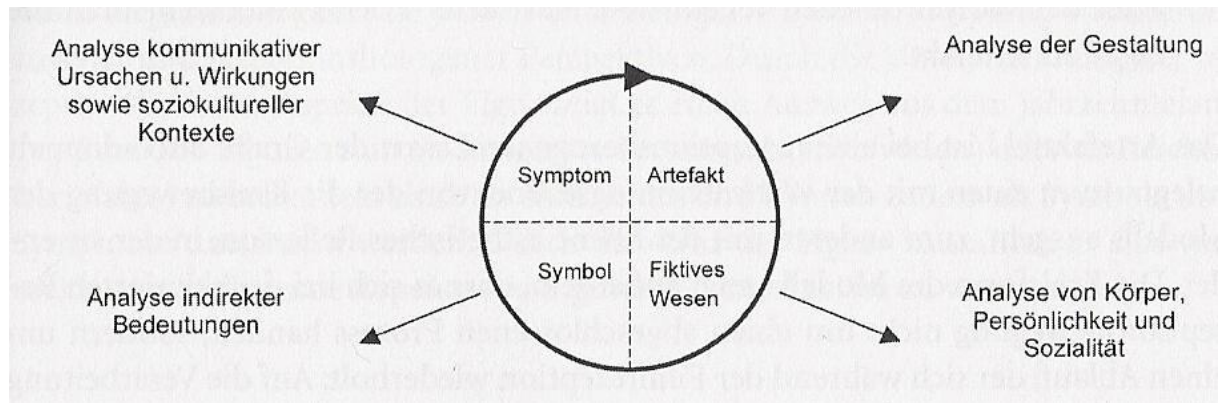 Analyse kommunikativer
Ursachen u. Wirkungen
sowie soziokultureller
Kontexte
Analyse der Gestaltung
Symptom
Artefakt
Symbol
Fiktives
Wesen
Analyse indirekter
Bedeutungen
Analyse von Körper,
Persönlichkeit und
Sozialität